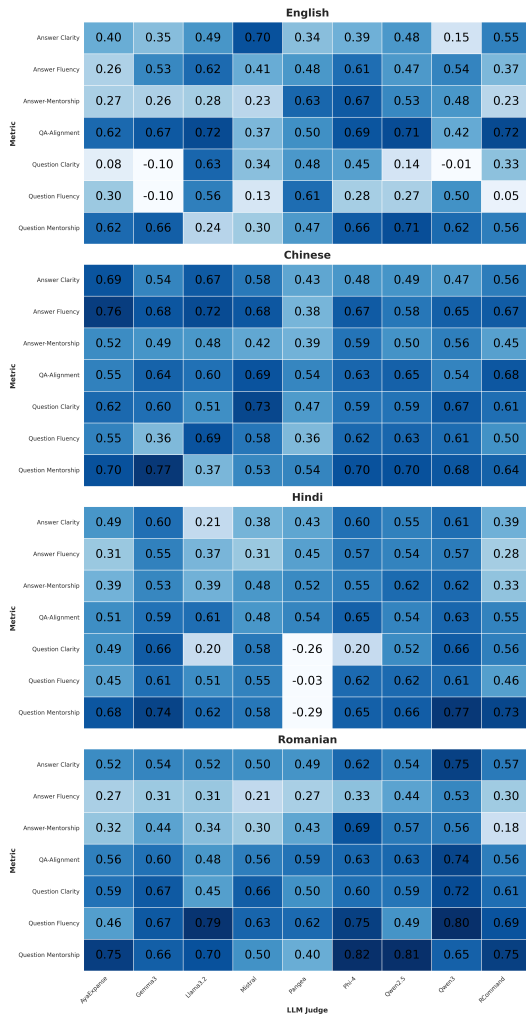 English
Answer Clarity 0.40 0.35 0.49 0.70 0.34 0.39 0.48 0.15 0.55
Answer Fluency 0.26 0.53 0.62 0.41 0.48 0.61 0.47 0.54 0.37
Answer-Mentorship 0.27 0.26 0.28 0.23 0.63 0.67 0.53 0.48 0.23
QA-Alignment 0.62 0.67 0.72 0.37 0.50 0.69 0.71 0.42 0.72
Question Clarity 0.08 -0.10 0.63 0.34 0.48 0.45 0.14 -0.01 0.33
Question Fluency 0.30 -0.10 0.56 0.13 0.61 0.28 0.27 0.50 0.05
Question Mentorship 0.62 0.66 0.24 0.30 0.47 0.66 0.71 0.62 0.56
Metric
Chinese
Answer Clarity 0.69 0.54 0.67 0.58 0.43 0.48 0.49 0.47 0.56
Answer Fluency 0.76 0.68 0.72 0.68 0.38 0.67 0.58 0.65 0.67
Answer-Mentorship 0.52 0.49 0.48 0.42 0.39 0.59 0.50 0.56 0.45
QA-Alignment 0.55 0.64 0.60 0.69 0.54 0.63 0.65 0.54 0.68
Question Clarity 0.62 0.60 0.51 0.73 0.47 0.59 0.59 0.67 0.61
Question Fluency 0.55 0.36 0.69 0.58 0.36 0.62 0.63 0.61 0.50
Question Mentorship 0.70 0.77 0.37 0.53 0.54 0.70 0.70 0.68 0.64
Metric
Hindi
Answer Clarity 0.49 0.60 0.21 0.38 0.43 0.60 0.55 0.61 0.39
Answer Fluency 0.31 0.55 0.37 0.31 0.45 0.57 0.54 0.57 0.28
Answer-Mentorship 0.39 0.53 0.39 0.48 0.52 0.55 0.62 0.62 0.33
QA-Alignment 0.51 0.59 0.61 0.48 0.54 0.65 0.54 0.63 0.55
Question Clarity 0.49 0.66 0.20 0.58 -0.26 0.20 0.52 0.66 0.56
Question Fluency 0.45 0.61 0.51 0.55 -0.03 0.62 0.62 0.61 0.46
Question Mentorship 0.68 0.74 0.62 0.58 -0.29 0.65 0.66 0.77 0.73
Metric
Romanian
Answer Clarity 0.52 0.54 0.52 0.50 0.49 0.62 0.54 0.75 0.57
Answer Fluency 0.27 0.31 0.31 0.21 0.27 0.33 0.44 0.53 0.30
Answer-Mentorship 0.32 0.44 0.34 0.30 0.43 0.69 0.57 0.56 0.18
QA-Alignment 0.56 0.60 0.48 0.56 0.59 0.63 0.63 0.74 0.56
Question Clarity 0.59 0.67 0.45 0.66 0.50 0.60 0.59 0.72 0.61
Question Fluency 0.46 0.67 0.79 0.63 0.62 0.75 0.49 0.80 0.69
Question Mentorship 0.75 0.66 0.70 0.50 0.40 0.82 0.81 0.65 0.75
Metric
AyaExpanse Gemma3 Llama3.2 Mistral Pangea Phi-4 Qwen2.5 Qwen3 RCommand
LLM Judge